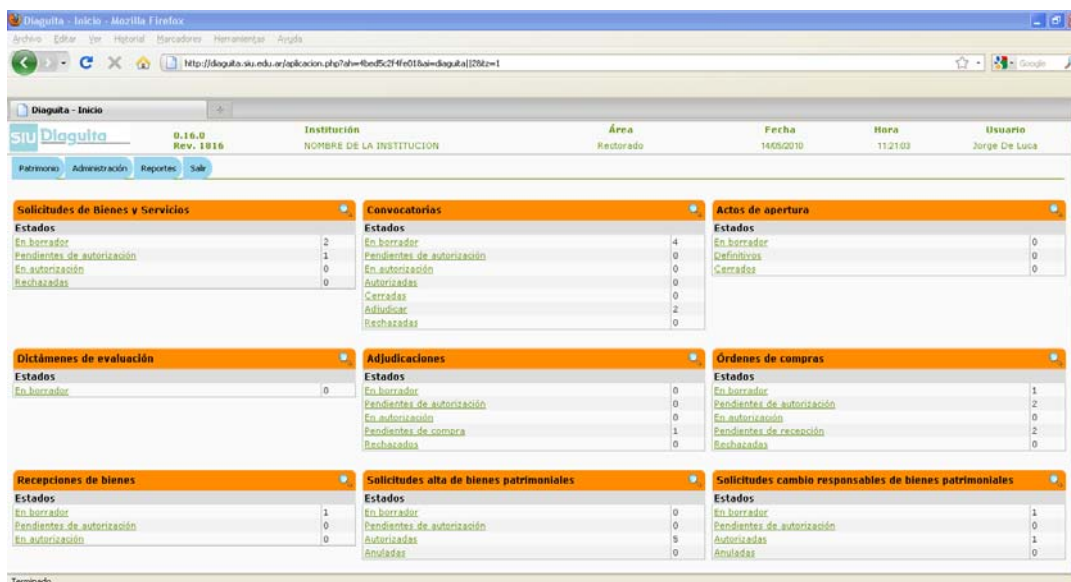 Diaguita - Inicio - Mozilla Firefox
Archivo Editar Ver Historial Marcadores Herramientas Ayuda
Google
Diaguita - Inicio
SIU Diaguita
0.16.0
Rev. 1016
Institución
NOMBRE DE LA INSTITUCION
Área
Rectorado
Fecha
14/05/2010
Hora
11:21:03
Usuario
Jorge De Luca
Patrimonio Administración Reportes Salir
Solicitudes de Bienes y Servicios
Estados
En borrador 2
Pendientes de autorización 1
En autorización 0
Rechazadas 0
Convocatorias
Estados
En borrador 4
Pendientes de autorización 0
En autorización 0
Autorizadas 0
Cerradas 0
Adjudicar 2
Rechazadas 0
Actos de apertura
Estados
En borrador 0
Definitivos 0
Cerrados 0
Dictámenes de evaluación
Estados
En borrador 0
Adjudicaciones
Estados
En borrador 0
Pendientes de autorización 0
En autorización 0
Pendientes de compra 1
Rechazados 0
Órdenes de compras
Estados
En borrador 1
Pendientes de autorización 2
En autorización 0
Pendientes de recepción 2
Rechazadas 0
Recepciones de bienes
Estados
En borrador 1
Pendientes de autorización 0
En autorización 0
Solicitudes alta de bienes patrimoniales
Estados
En borrador 0
Pendientes de autorización 0
Autorizadas 5
Anuladas 0
Solicitudes cambio responsables de bienes patrimoniales
Estados
En borrador 1
Pendientes de autorización 0
Autorizadas 1
Anuladas 0
Terminado